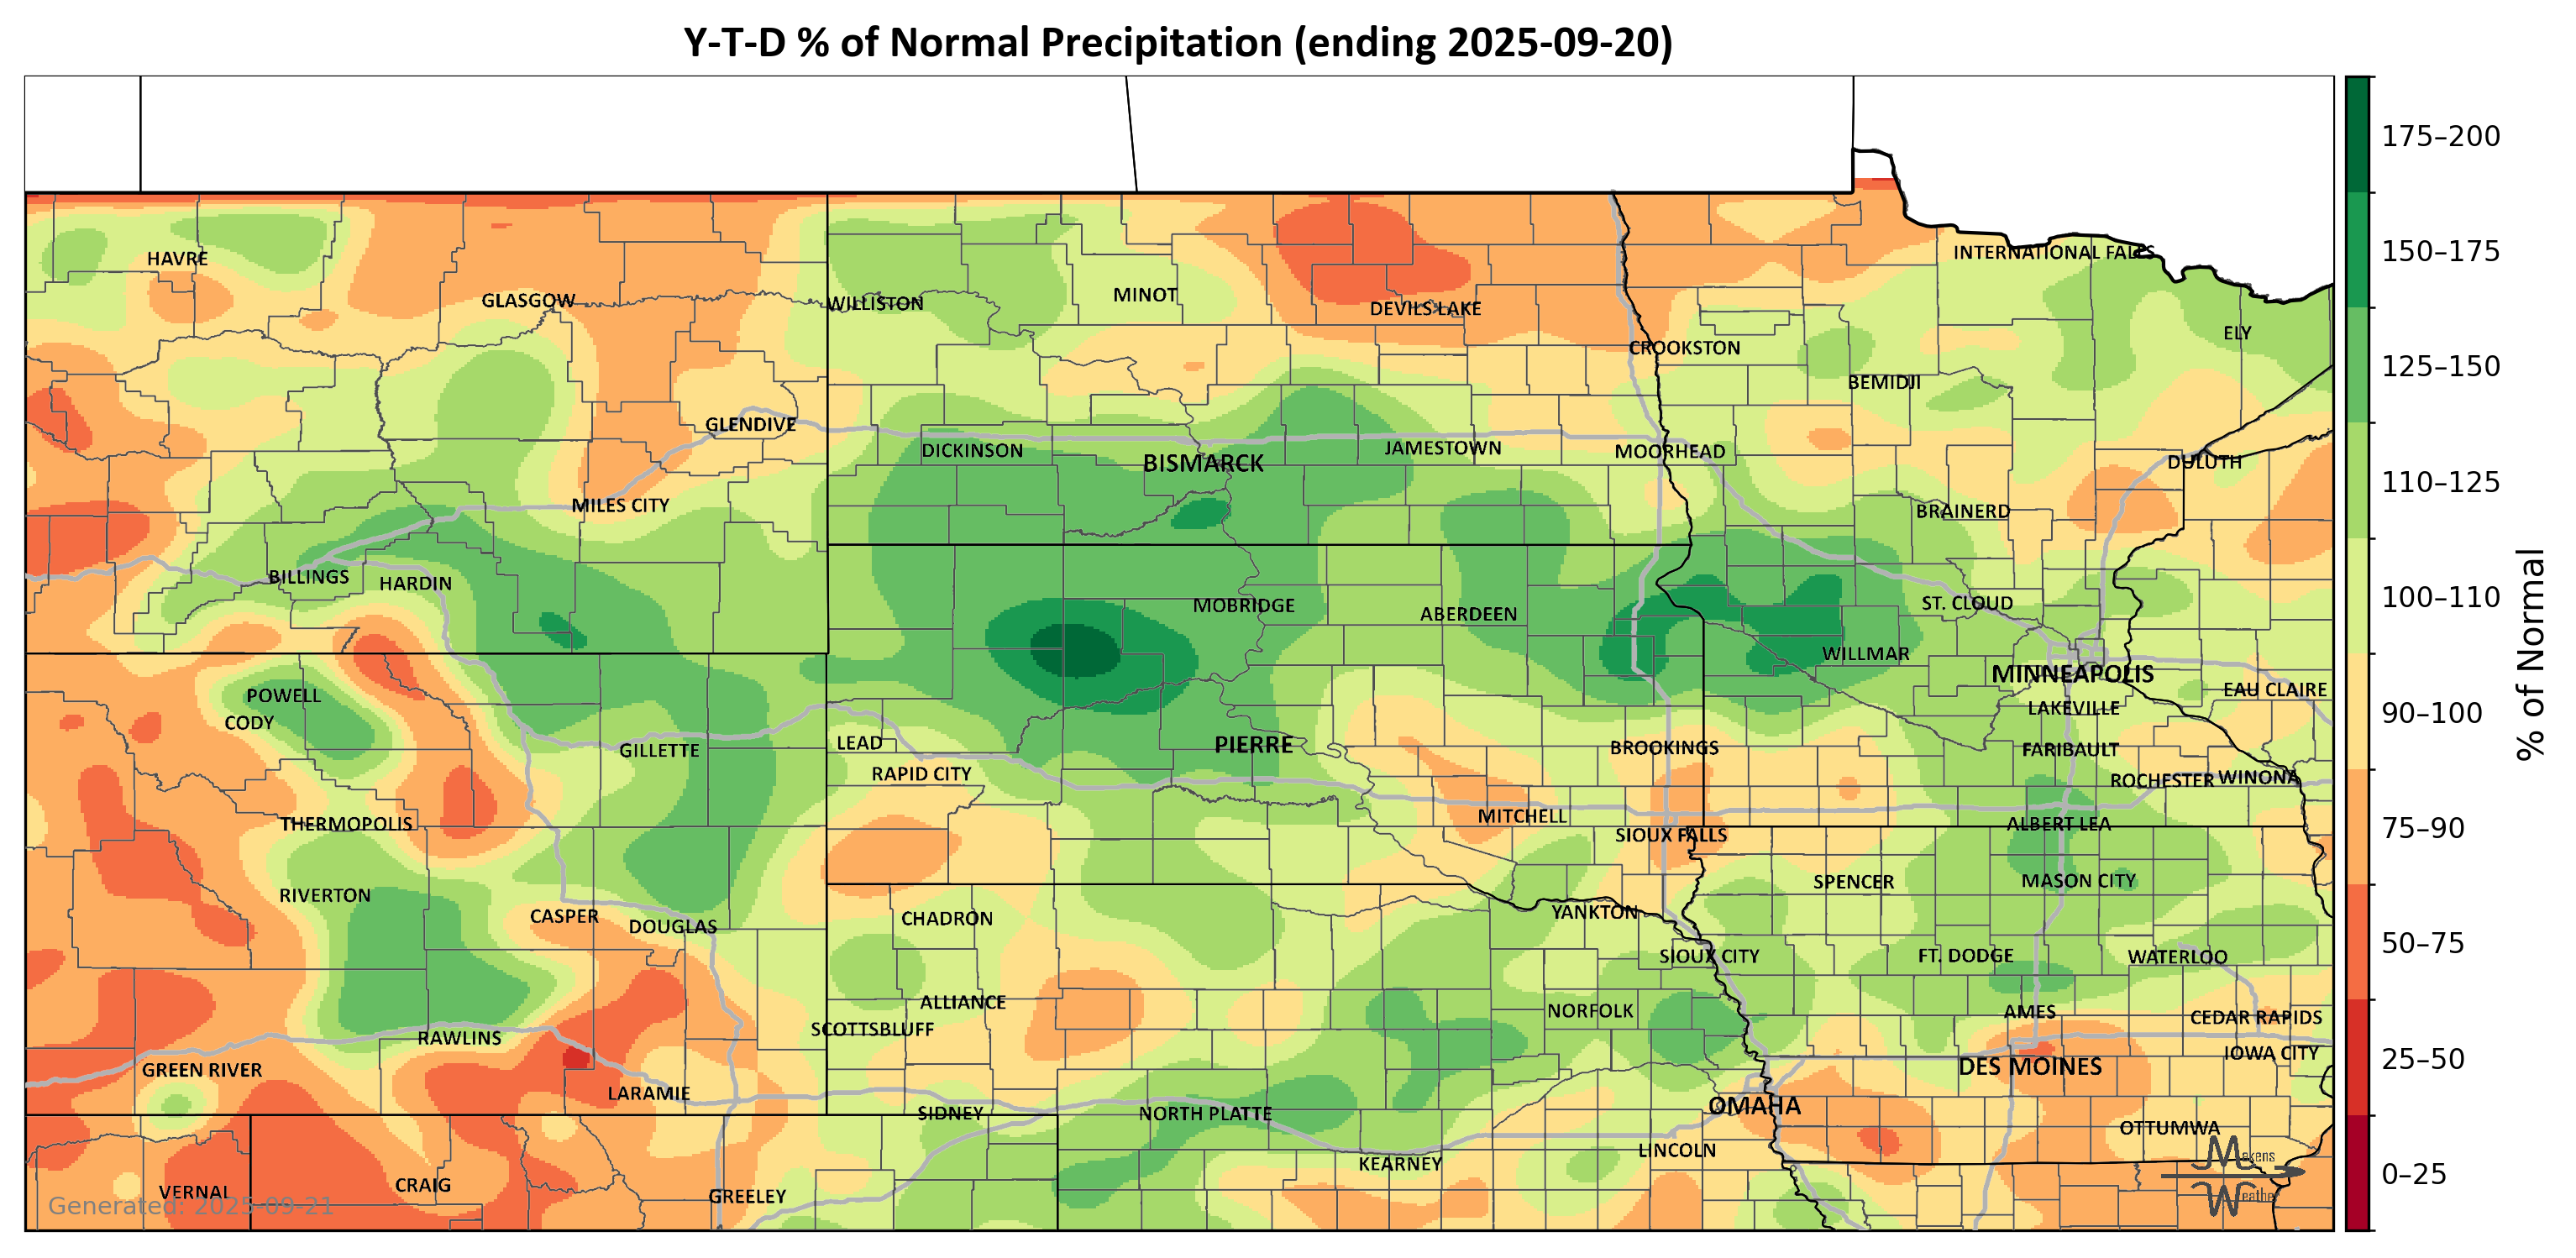 Y-T-D % of Normal Precipitation (ending 2025-09-20)
175–200
150–175
125–150
110–125
100–110
90–100
75–90
50–75
25–50
0–25
% of Normal
HAVRE
INTERNATIONAL FALLS
GLASGOW
WILLISTON
MINOT
DEVILS LAKE
ELY
CROOKSTON
BEMIDJI
GLENDIVE
DICKINSON
BISMARCK
JAMESTOWN
MOORHEAD
DULUTH
MILES CITY
BRAINERD
BILLINGS
HARDIN
MOBRIDGE
ABERDEEN
ST. CLOUD
WILLMAR
MINNEAPOLIS
POWELL
EAU CLAIRE
CODY
LAKEVILLE
GILLETTE
LEAD
PIERRE
BROOKINGS
FARIBAULT
RAPID CITY
ROCHESTER
WINONA
THERMOPOLIS
MITCHELL
SIOUX FALLS
ALBERT LEA
RIVERTON
SPENCER
MASON CITY
CASPER
DOUGLAS
CHADRON
YANKTON
SIOUX CITY
FT. DODGE
WATERLOO
ALLIANCE
NORFOLK
AMES
CEDAR RAPIDS
SCOTTSBLUFF
RAWLINS
IOWA CITY
GREEN RIVER
DES MOINES
LARAMIE
SIDNEY
NORTH PLATTE
OMAHA
OTTUMWA
LINCOLN
KEARNEY
VERNAL
CRAIG
GREELEY
Generated: 2025-09-21
Makens
Weather